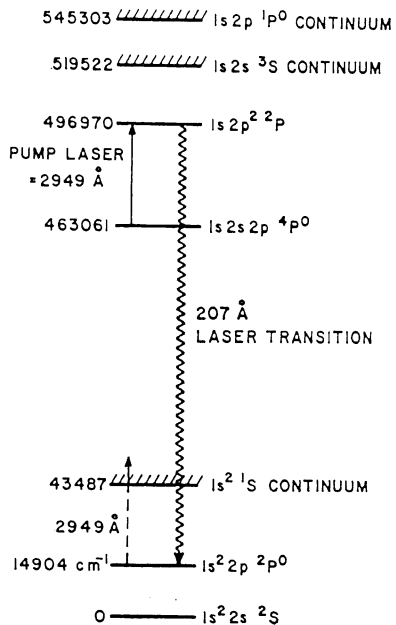 545303 1s2p ¹P⁰ CONTINUUM
519522 1s2s ³S CONTINUUM
496970 1s2p² ²P
PUMP LASER
= 2949 Å
463061 1s2s2p ⁴P⁰
207 Å
LASER TRANSITION
43487 1s² ¹S CONTINUUM
2949 Å
14904 cm⁻¹ 1s²2p ²P⁰
0 1s²2s ²S